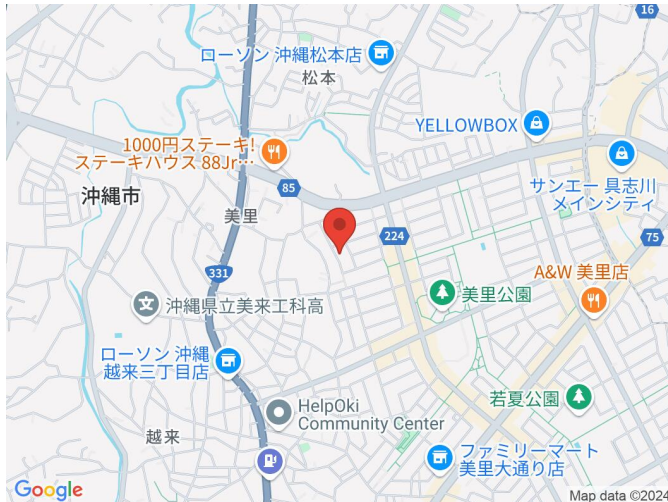 16
ローソン 沖縄松本店
松本
YELLOWBOX
1000円ステーキ!
ステーキハウス 88Jr…
サンエー 具志川
メインシティ
85
沖縄市
美里
224
75
331
A&W 美里店
美里公園
沖縄県立美来工科高
ローソン 沖縄
越来三丁目店
若夏公園
HelpOki
Community Center
越来
ファミリーマート
美里大通り店
Google
Map data ©2024